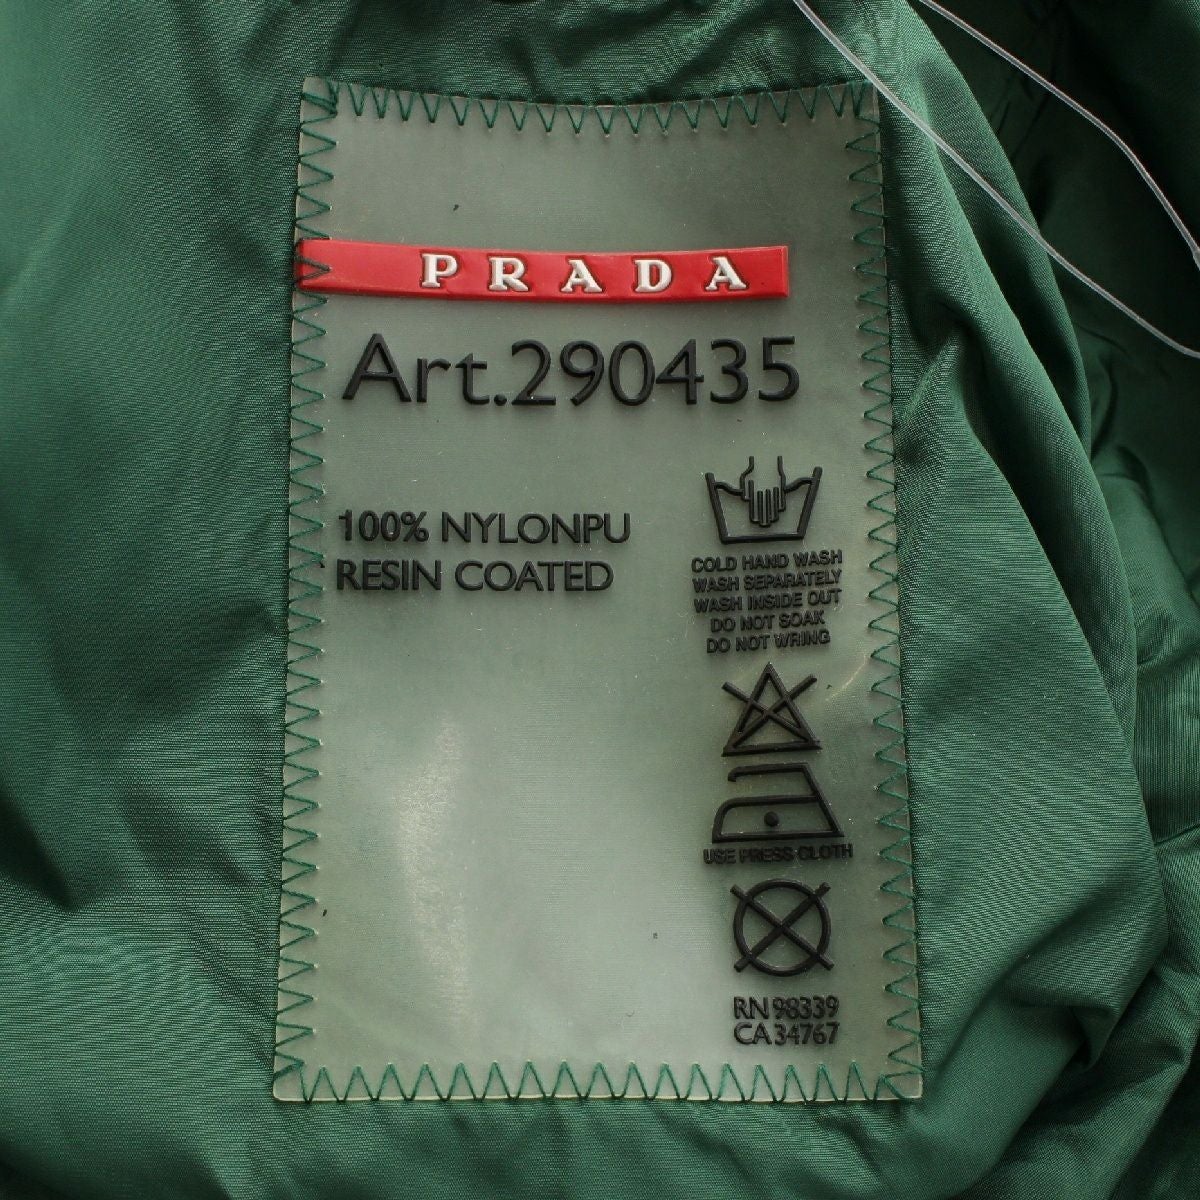 PRADA
Art.290435
100% NYLONPU
RESIN COATED
COLD HAND WASH
WASH SEPARATELY
WASH INSIDE OUT
DO NOT SOAK
DO NOT WRING
USE PRESS CLOTH
RN 98339
CA 34767